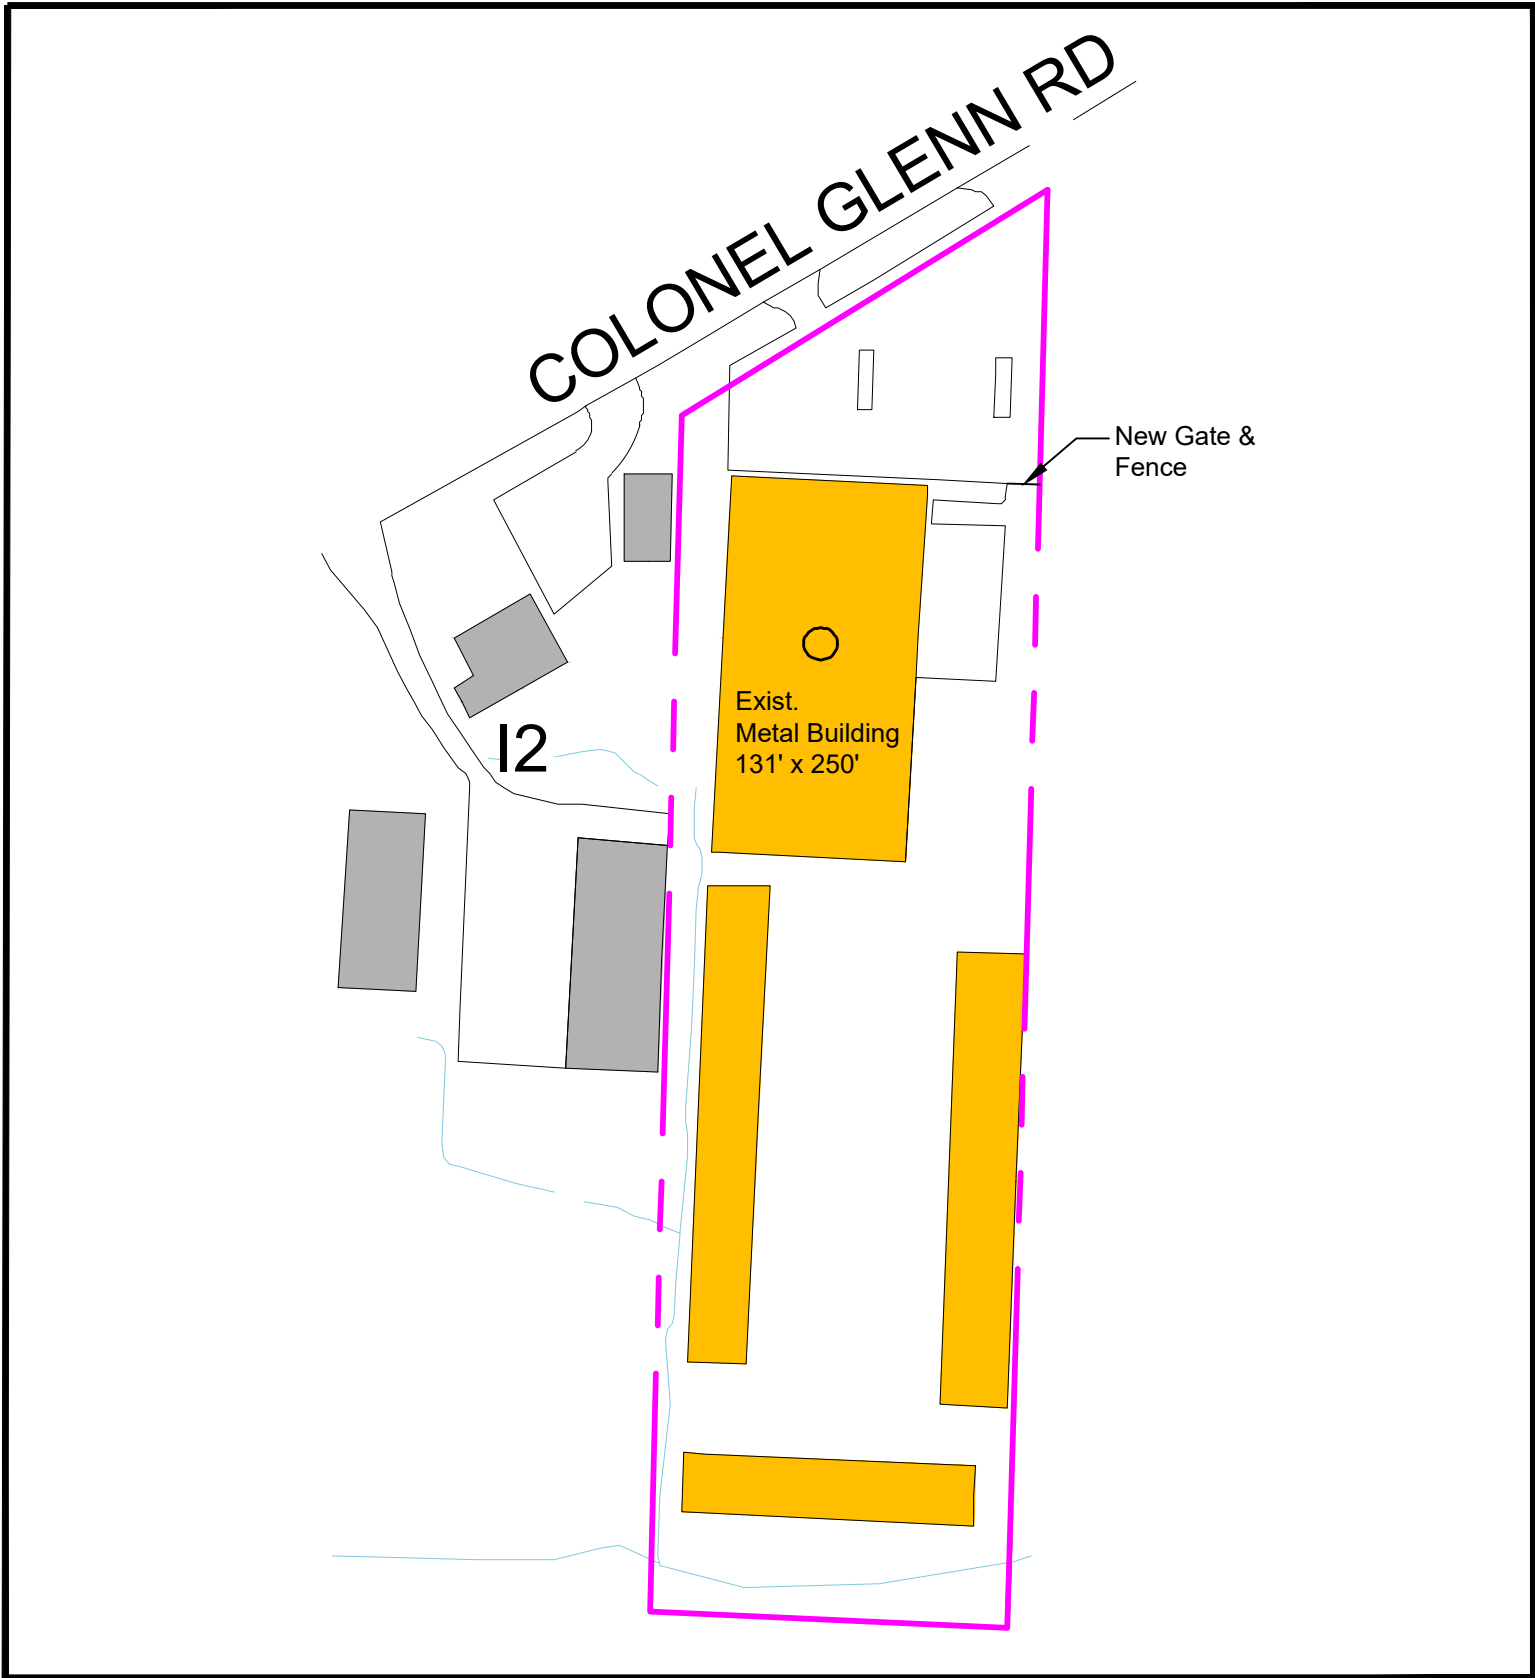 COLONEL GLENN RD
New Gate &
Fence
Exist.
Metal Building
131' x 250'
I2